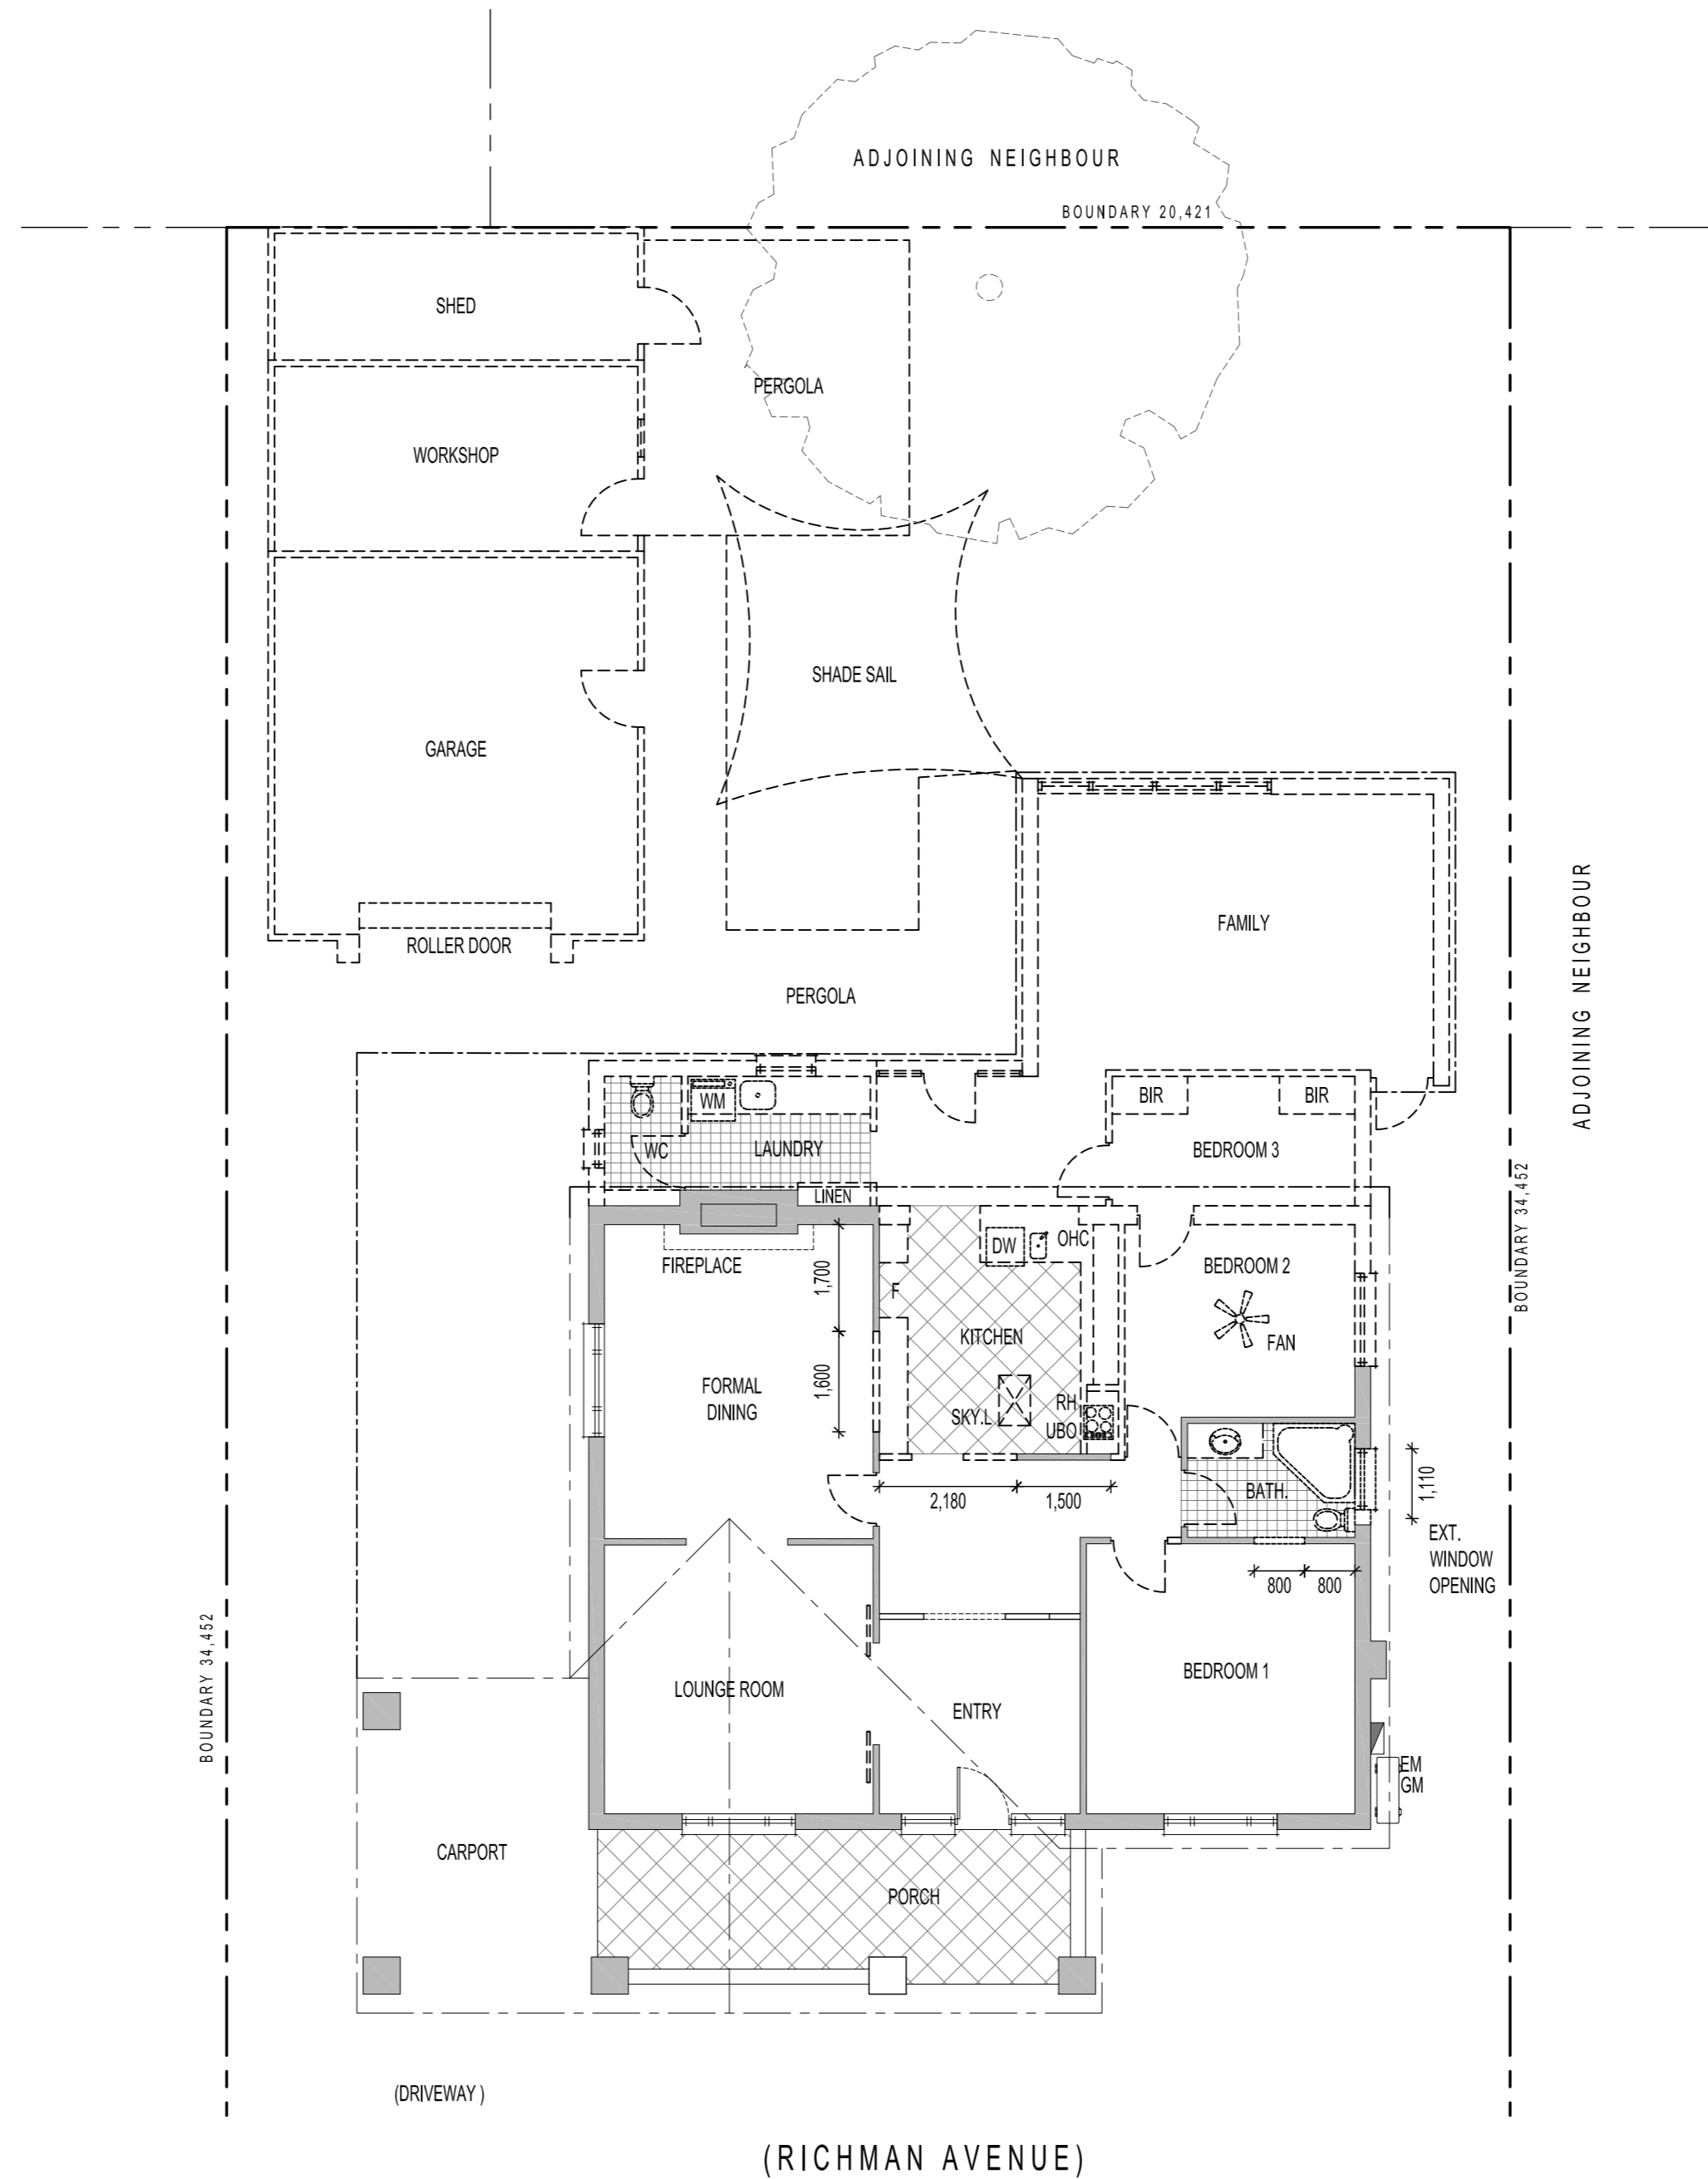 ADJOINING NEIGHBOUR
BOUNDARY 20,421
SHED
PERGOLA
WORKSHOP
SHADE SAIL
GARAGE
FAMILY
ROLLER DOOR
PERGOLA
ADJOINING NEIGHBOUR
BIR
BIR
WM
WC
LAUNDRY
BEDROOM 3
LINEN
BOUNDARY 34,452
FIREPLACE
1,700
DW
OHC
BEDROOM 2
F
KITCHEN
FAN
FORMAL
DINING
1,600
SKY.L
RH
UBO
2,180
1,500
BATH.
1,110
EXT.
WINDOW
OPENING
800
800
BOUNDARY 34,452
LOUNGE ROOM
ENTRY
BEDROOM 1
EM
GM
CARPORT
PORCH
(DRIVEWAY )
(RICHMAN AVENUE)